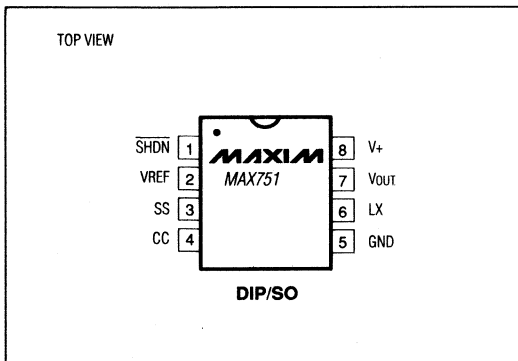 TOP VIEW
SHDN 1
VREF 2
SS 3
CC 4
MAXIM
MAX751
8 V+
7 VOUT
6 LX
5 GND
DIP/SO